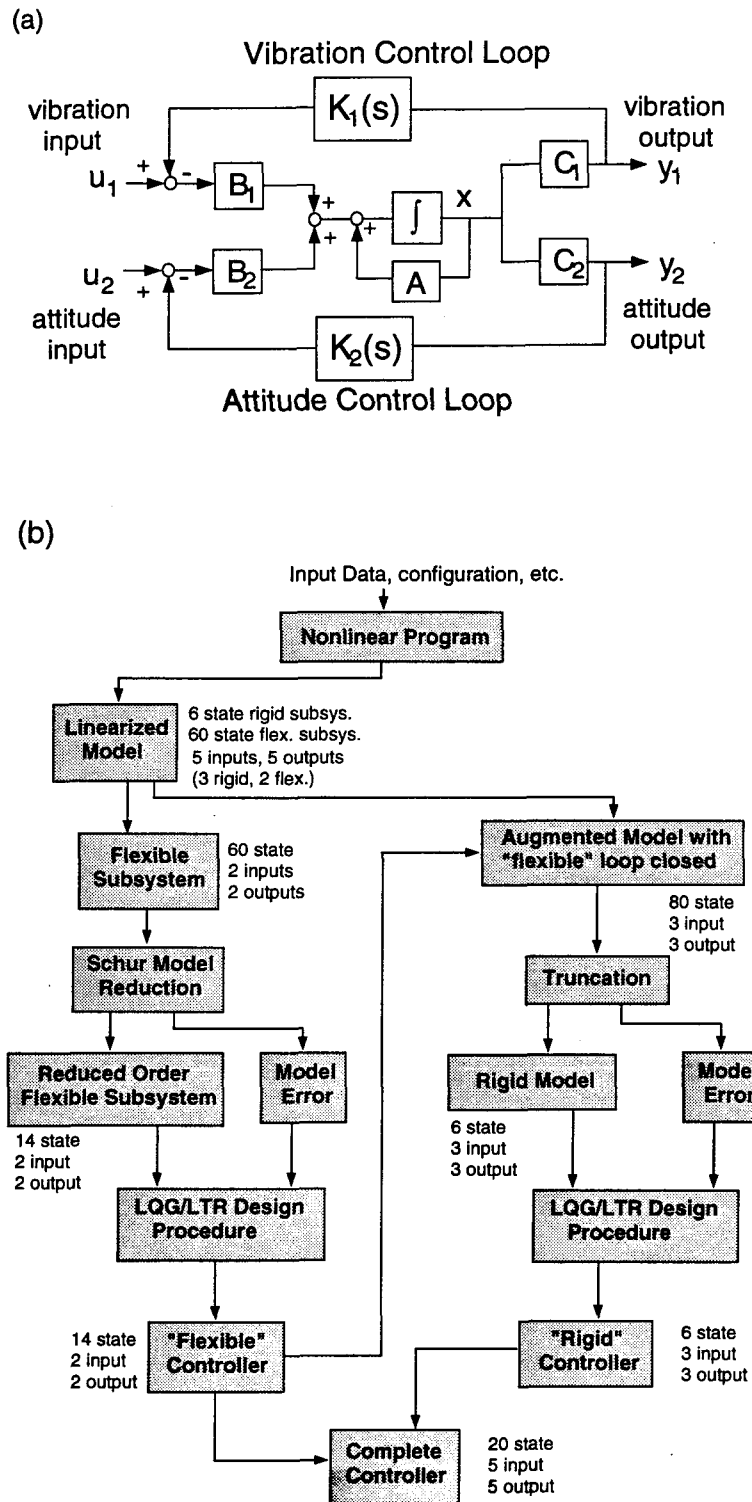 (a)
Vibration Control Loop
vibration
input
K1(s)
vibration
output
u1
+
-
B1
+
+
+
∫
x
C1
y1
u2
+
-
B2
A
C2
y2
attitude
input
K2(s)
attitude
output
Attitude Control Loop
(b)
Input Data, configuration, etc.
Nonlinear Program
Linearized
Model
6 state rigid subsys.
60 state flex. subsys.
5 inputs, 5 outputs
(3 rigid, 2 flex.)
Flexible
Subsystem
60 state
2 inputs
2 outputs
Augmented Model with
"flexible" loop closed
80 state
3 input
3 output
Schur Model
Reduction
Truncation
Reduced Order
Flexible Subsystem
Model
Error
Rigid Model
Mode
Error
14 state
2 input
2 output
6 state
3 input
3 output
LQG/LTR Design
Procedure
LQG/LTR Design
Procedure
14 state
2 input
2 output
"Flexible"
Controller
"Rigid"
Controller
6 state
3 input
3 output
Complete
Controller
20 state
5 input
5 output